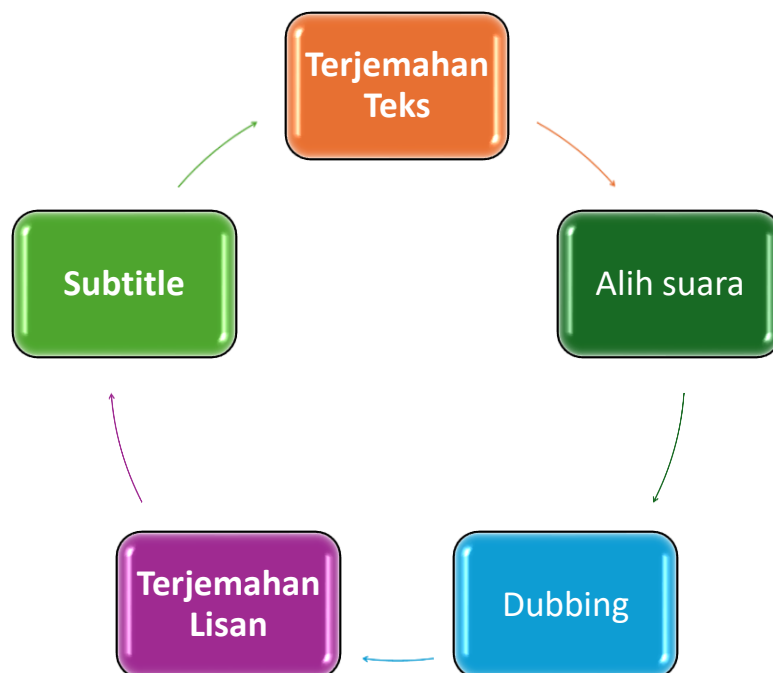 Terjemahan
Teks
Alih suara
Dubbing
Terjemahan
Lisan
Subtitle